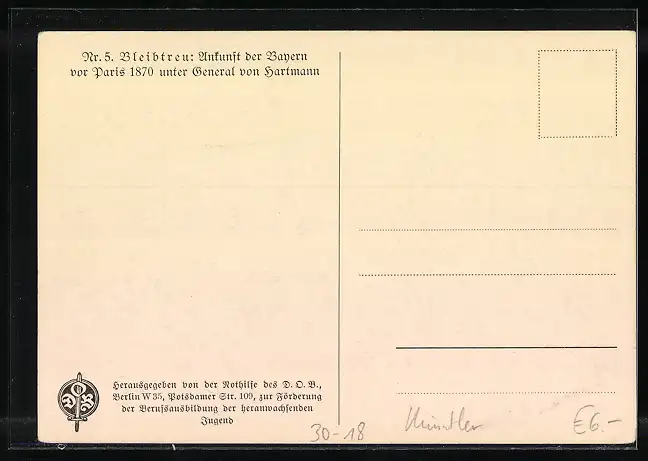 Nr. 5. Bleibtreu: Ankunft der Bayern
vor Paris 1870 unter General von Hartmann
Herausgegeben von der Nothilfe des D. O. B.,
Berlin W 35, Potsdamer Str. 109, zur Förderung
der Berufsausbildung der heranwachsenden
Jugend
30-18
Künstler
€6.-